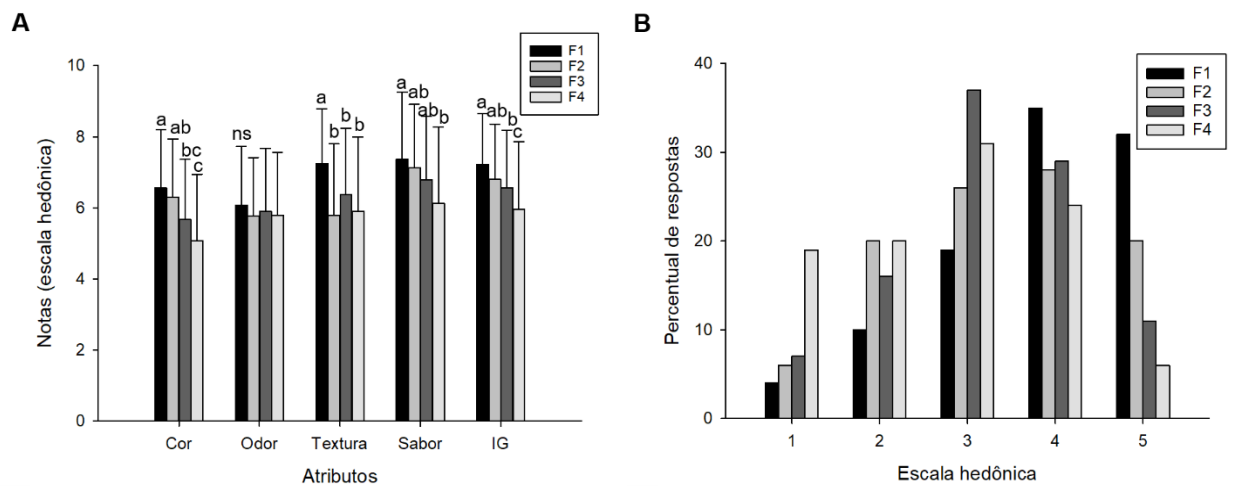 A
F1
F2
F3
F4
Notas (escala hedônica)
10
8
6
4
2
0
a
ab
bc
c
ns
a
b
b
b
a
ab
ab
b
a
ab
b
c
Cor
Odor
Textura
Sabor
IG
Atributos
B
F1
F2
F3
F4
Percentual de respostas
40
30
20
10
0
1
2
3
4
5
Escala hedônica